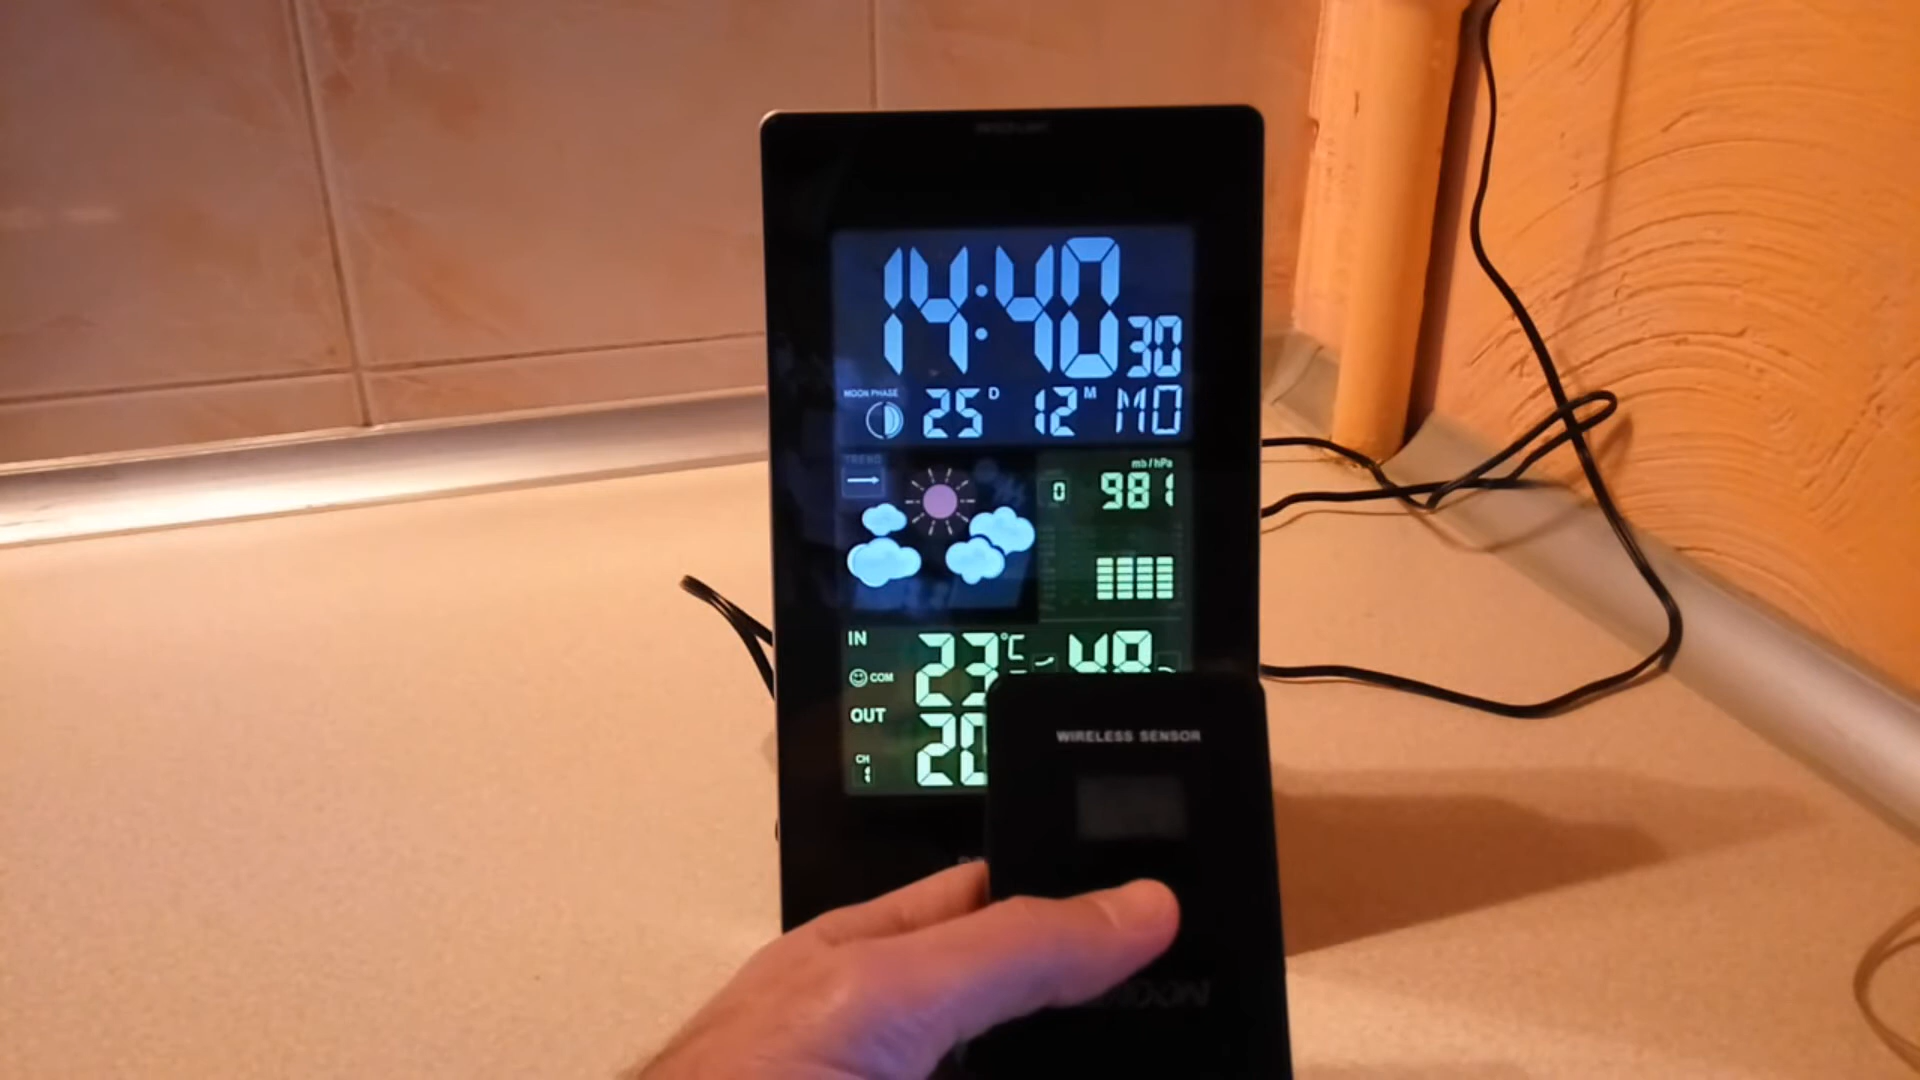 14:40 30
MOON PHASE 25 D 12 M MO
TREND
mb/hPa
0 981
IN 23 °C 48
COM
OUT 20
CH
1
WIRELESS SENSOR